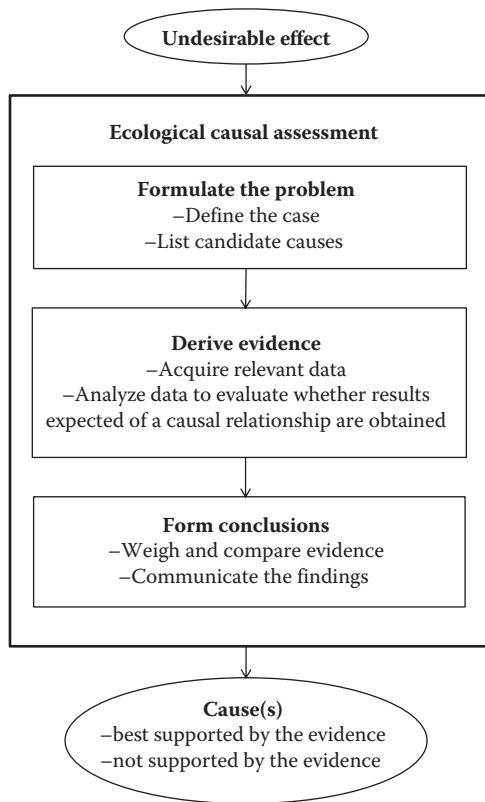 Undesirable effect
Ecological causal assessment
Formulate the problem
–Define the case
–List candidate causes
Derive evidence
–Acquire relevant data
–Analyze data to evaluate whether results
expected of a causal relationship are obtained
Form conclusions
–Weigh and compare evidence
–Communicate the findings
Cause(s)
–best supported by the evidence
–not supported by the evidence